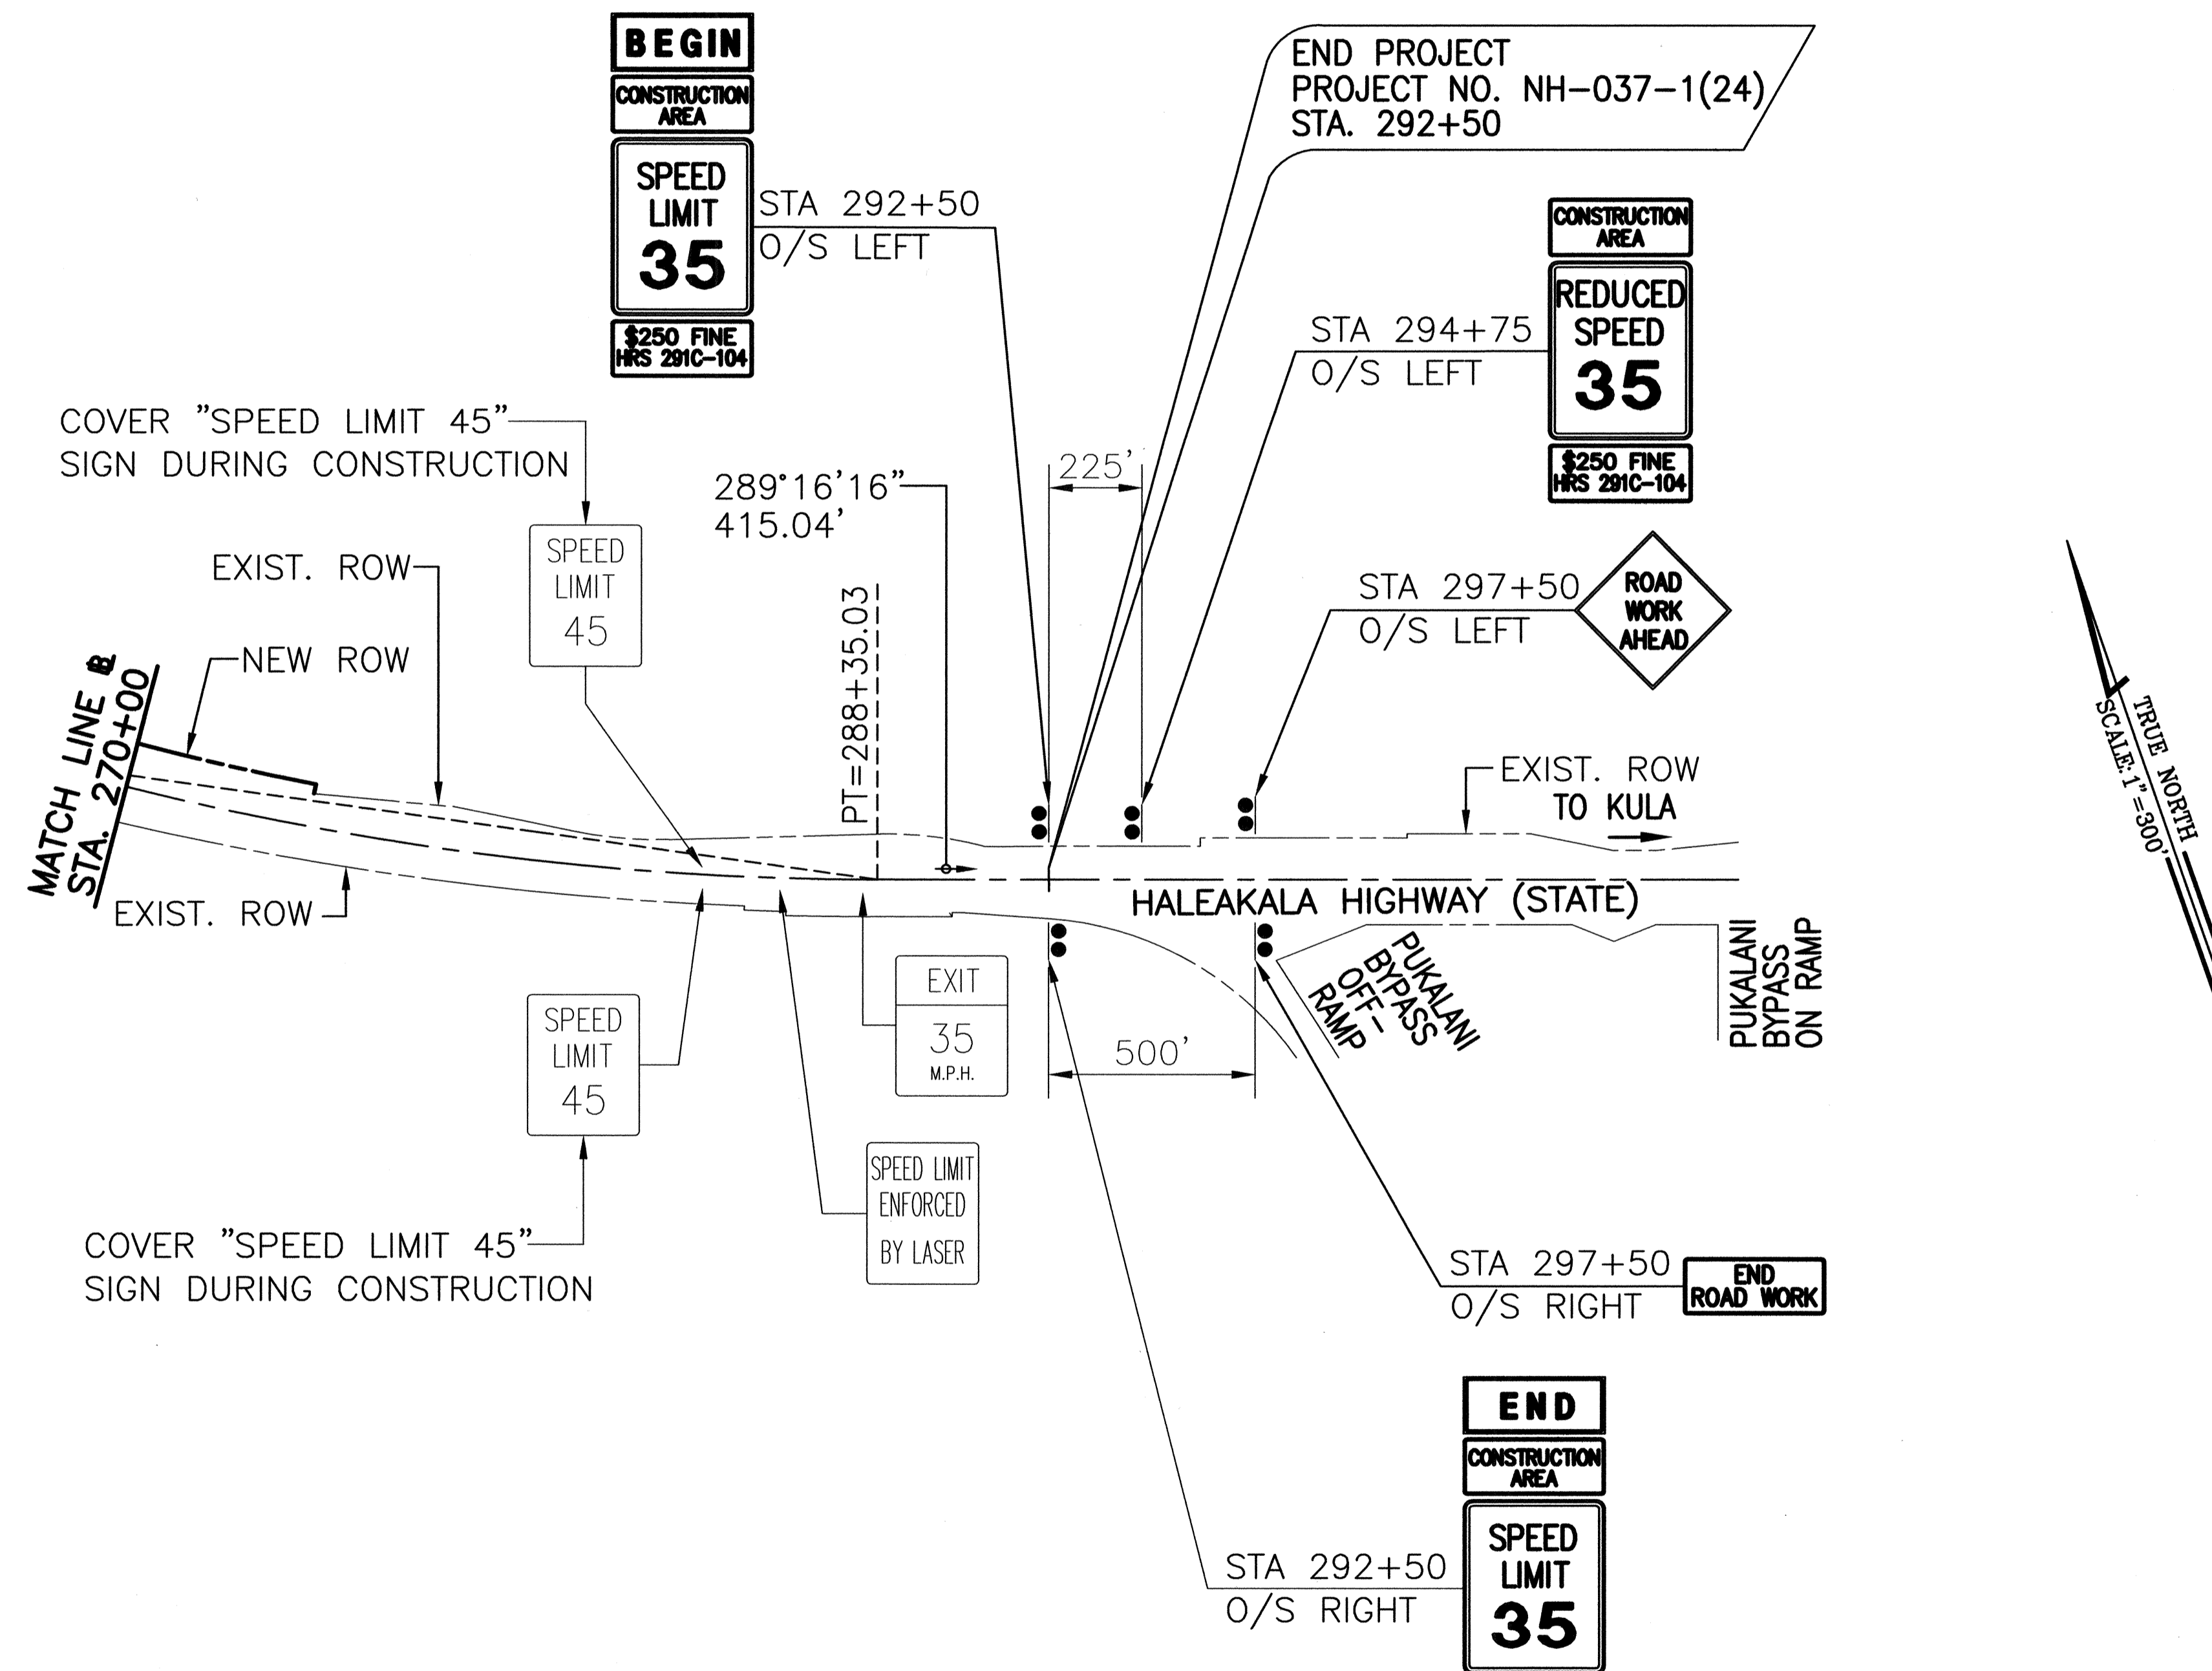 BEGIN
CONSTRUCTION
AREA
SPEED
LIMIT
35
$250 FINE
HRS 291C-104
STA 292+50
O/S LEFT
END PROJECT
PROJECT NO. NH-037-1(24)
STA. 292+50
CONSTRUCTION
AREA
REDUCED
SPEED
35
$250 FINE
HRS 291C-104
STA 294+75
O/S LEFT
COVER "SPEED LIMIT 45"
SIGN DURING CONSTRUCTION
SPEED
LIMIT
45
289°16'16"
415.04'
225'
EXIST. ROW
NEW ROW
PT=288+35.03
STA 297+50
O/S LEFT
ROAD
WORK
AHEAD
MATCH LINE B
STA. 270+00
EXIST. ROW
TO KULA
TRUE NORTH
SCALE: 1"=300'
EXIST. ROW
HALEAKALA HIGHWAY (STATE)
PUKALANI
BYPASS
OFF-
RAMP
PUKALANI
BYPASS
ON RAMP
SPEED
LIMIT
45
EXIT
35
M.P.H.
500'
SPEED LIMIT
ENFORCED
BY LASER
COVER "SPEED LIMIT 45"
SIGN DURING CONSTRUCTION
STA 297+50
O/S RIGHT
END
ROAD WORK
END
CONSTRUCTION
AREA
SPEED
LIMIT
35
STA 292+50
O/S RIGHT